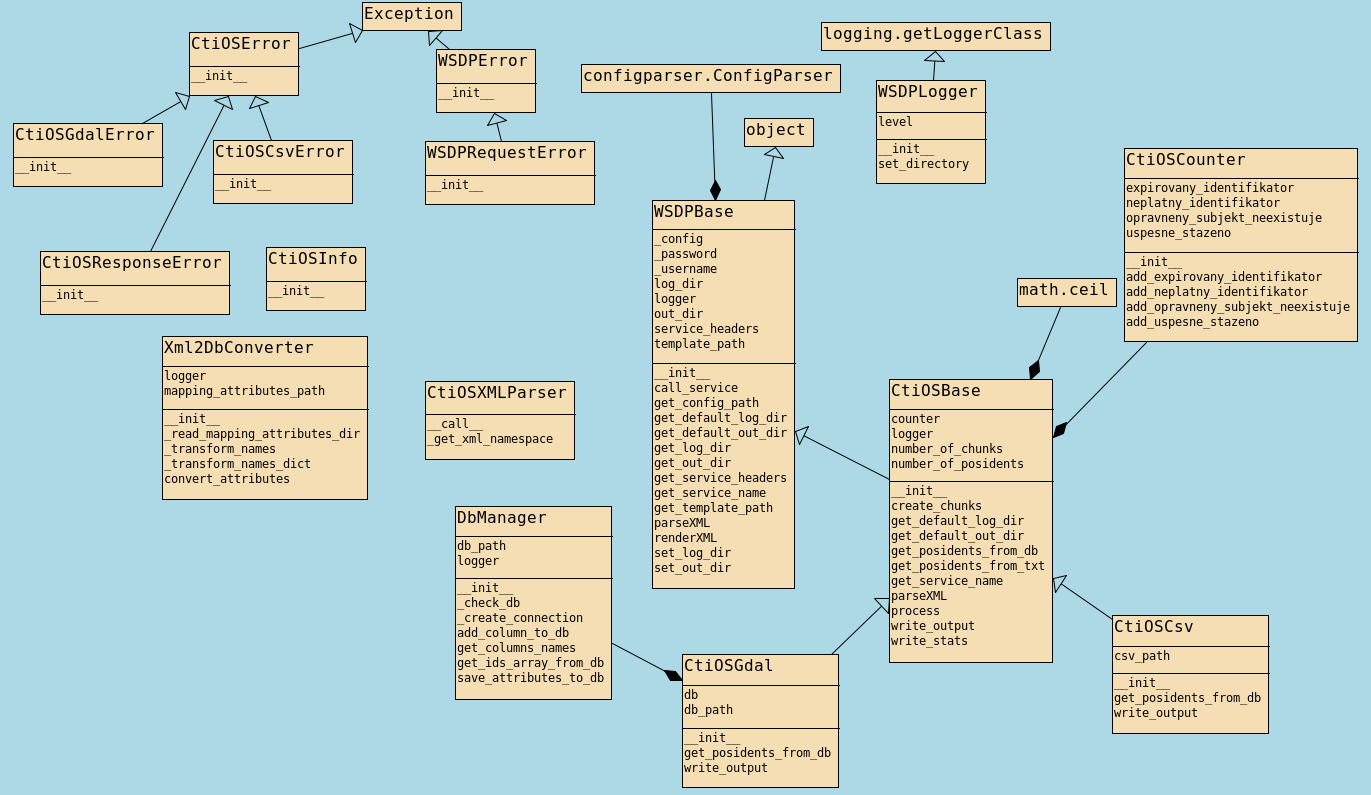 Exception
CtiOSError
__init__
WSDPError
__init__
logging.getLoggerClass
configparser.ConfigParser
WSDPLogger
level
__init__
set_directory
object
CtiOSGdalError
__init__
CtiOSCsvError
__init__
WSDPRequestError
__init__
CtiOSCounter
expirovany_identifikator
neplatny_identifikator
opravneny_subjekt_neexistuje
uspesne_stazeno
__init__
add_expirovany_identifikator
add_neplatny_identifikator
add_opravneny_subjekt_neexistuje
add_uspesne_stazeno
WSDPBase
_config
_password
_username
log_dir
logger
out_dir
service_headers
template_path
__init__
call_service
get_config_path
get_default_log_dir
get_default_out_dir
get_log_dir
get_out_dir
get_service_headers
get_service_name
get_template_path
parseXML
renderXML
set_log_dir
set_out_dir
CtiOSResponseError
__init__
CtiOSInfo
__init__
math.ceil
Xml2DbConverter
logger
mapping_attributes_path
__init__
_read_mapping_attributes_dir
_transform_names
_transform_names_dict
convert_attributes
CtiOSXMLParser
__call__
_get_xml_namespace
CtiOSBase
counter
logger
number_of_chunks
number_of_posidents
__init__
create_chunks
get_default_log_dir
get_default_out_dir
get_posidents_from_db
get_posidents_from_txt
get_service_name
parseXML
process
write_output
write_stats
DbManager
db_path
logger
__init__
_check_db
_create_connection
add_column_to_db
get_columns_names
get_ids_array_from_db
save_attributes_to_db
CtiOSCsv
csv_path
__init__
get_posidents_from_db
write_output
CtiOSGdal
db
db_path
__init__
get_posidents_from_db
write_output